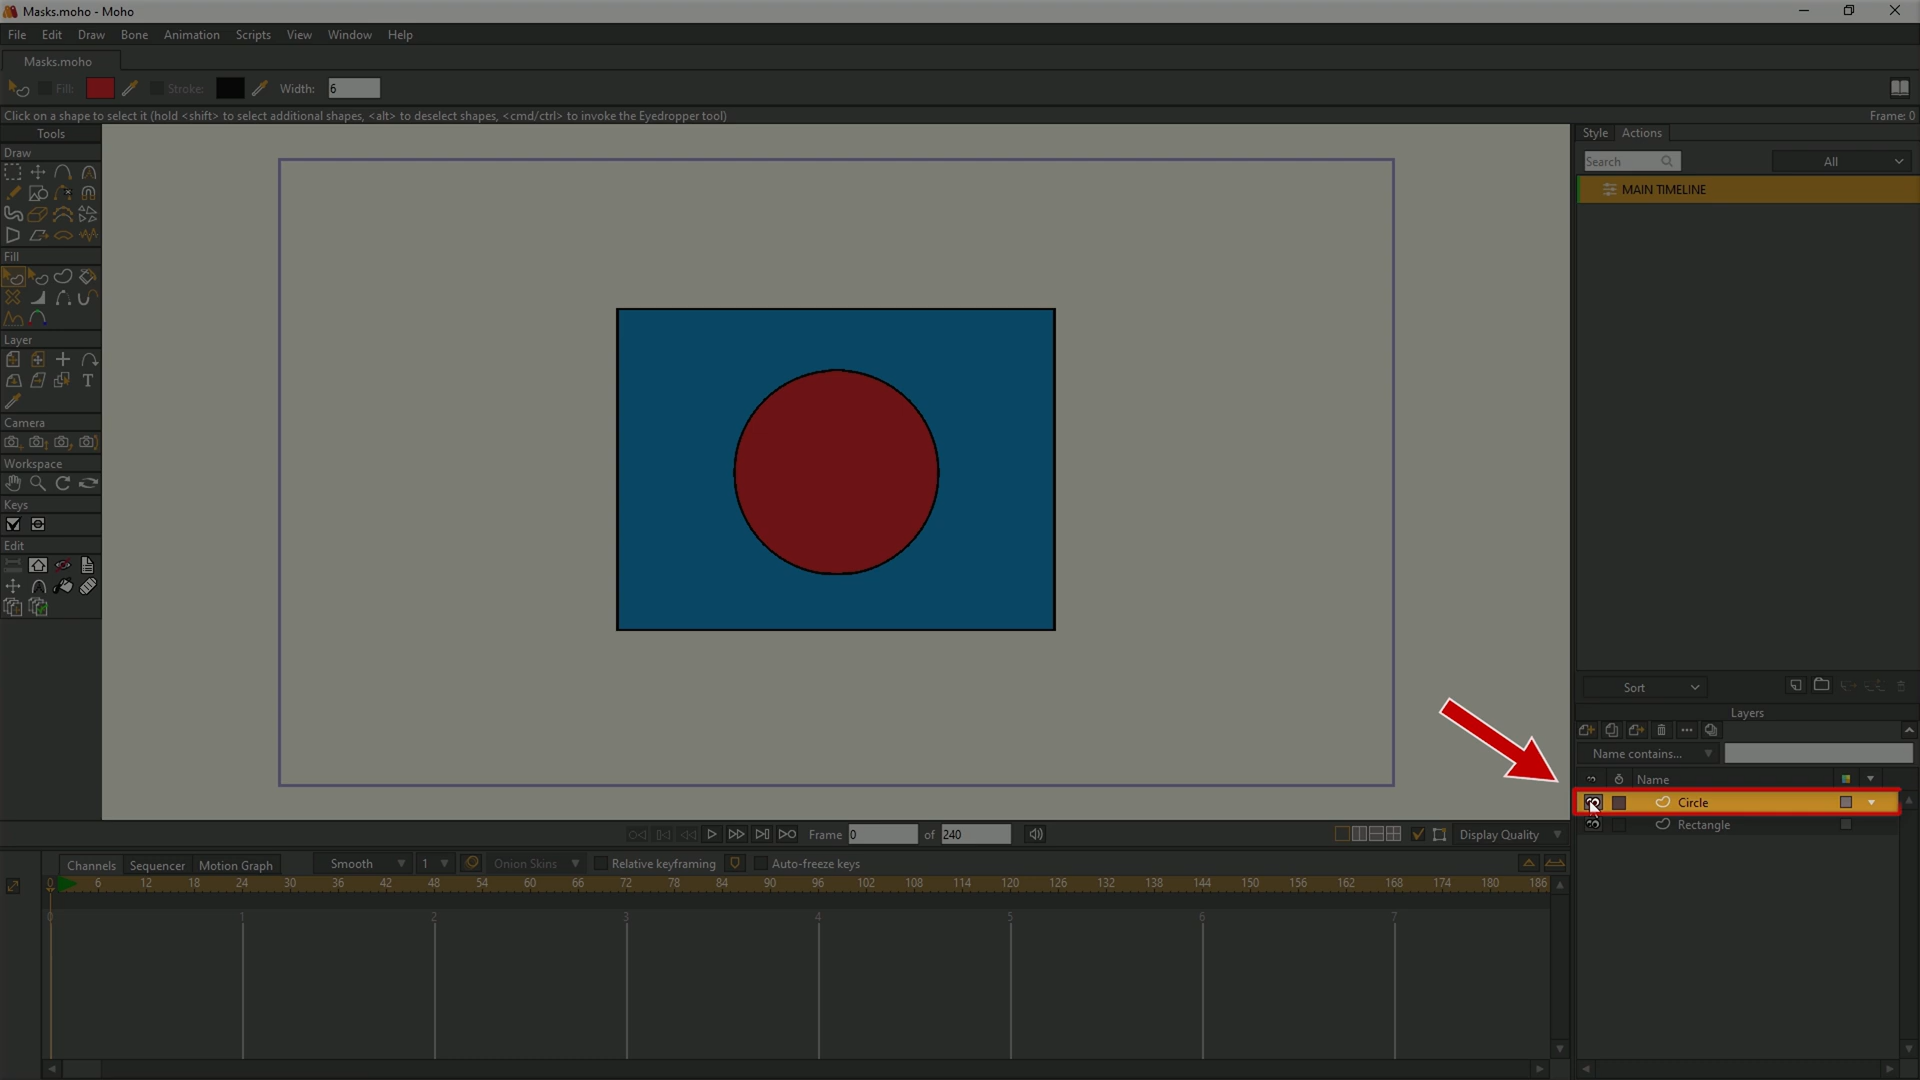 Masks.moho - Moho
File Edit Draw Bone Animation Scripts View Window Help
Masks.moho
Fill: Stroke: Width: 6
Click on a shape to select it (hold <shift> to select additional shapes, <alt> to deselect shapes, <cmd/ctrl> to invoke the Eyedropper tool) Frame: 0
Tools
Draw
Fill
Layer
Camera
Workspace
Keys
Edit
Style Actions
Search All
MAIN TIMELINE
Sort
Layers
Name contains...
Name
Circle
Rectangle
Frame 0 of 240 Display Quality
Channels Sequencer Motion Graph Smooth 1 Onion Skins Relative keyframing Auto-freeze keys
0 6 12 18 24 30 36 42 48 54 60 66 72 78 84 90 96 102 108 114 120 126 132 138 144 150 156 162 168 174 180 186
0 1 2 3 4 5 6 7